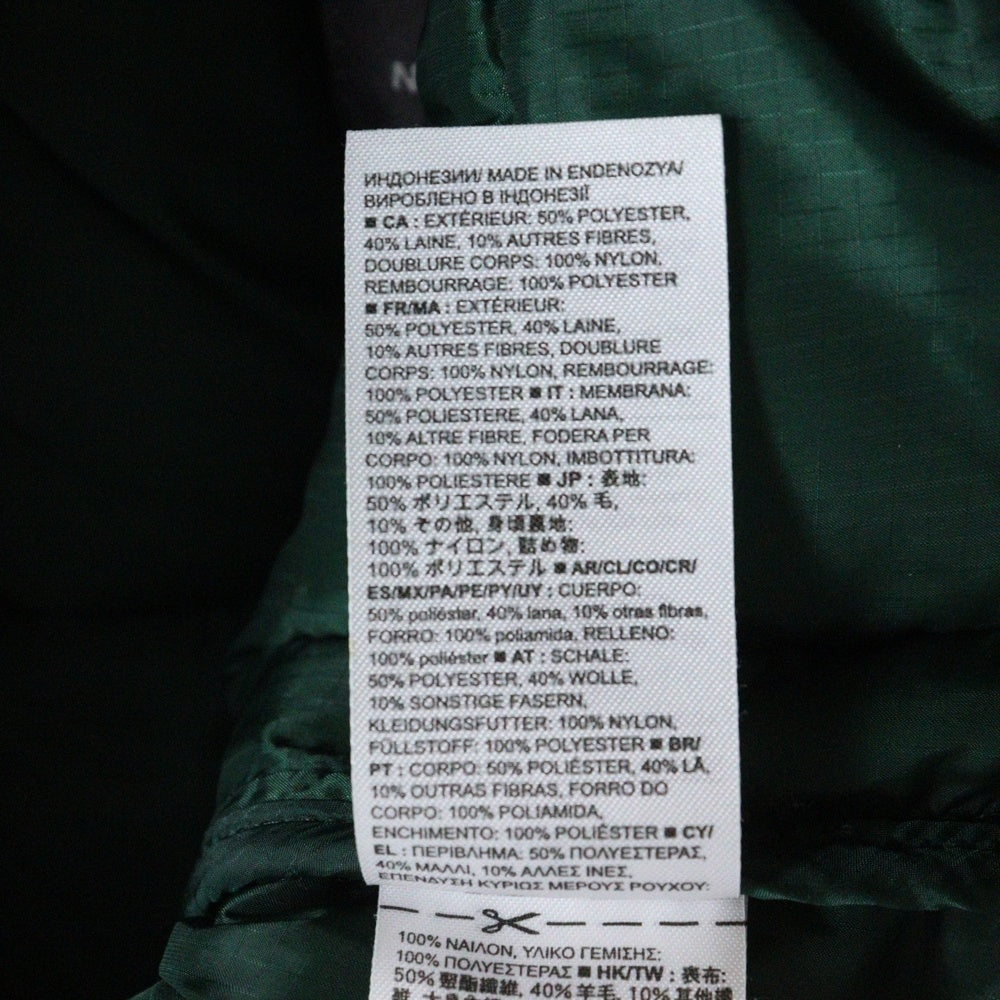 N
ИНДОНЕЗИИ/ MADE IN ENDENOZYA/
ВИРОБЛЕНО В ІНДОНЕЗІЇ
■ CA : EXTÉRIEUR: 50% POLYESTER,
40% LAINE, 10% AUTRES FIBRES,
DOUBLURE CORPS: 100% NYLON,
REMBOURRAGE: 100% POLYESTER
■ FR/MA : EXTÉRIEUR:
50% POLYESTER, 40% LAINE,
10% AUTRES FIBRES, DOUBLURE
CORPS: 100% NYLON, REMBOURRAGE:
100% POLYESTER ■ IT : MEMBRANA:
50% POLIESTERE, 40% LANA,
10% ALTRE FIBRE, FODERA PER
CORPO: 100% NYLON, IMBOTTITURA:
100% POLIESTERE ■ JP : 表地:
50% ポリエステル, 40% 毛,
10% その他, 身頃裏地:
100% ナイロン, 詰め物:
100% ポリエステル ■ AR/CL/CO/CR/
ES/MX/PA/PE/PY/UY : CUERPO:
50% poliéster, 40% lana, 10% otras fibras,
FORRO: 100% poliamida, RELLENO:
100% poliéster ■ AT : SCHALE:
50% POLYESTER, 40% WOLLE,
10% SONSTIGE FASERN,
KLEIDUNGSFUTTER: 100% NYLON,
FÜLLSTOFF: 100% POLYESTER ■ BR/
PT : CORPO: 50% POLIÉSTER, 40% LÃ,
10% OUTRAS FIBRAS, FORRO DO
CORPO: 100% POLIAMIDA,
ENCHIMENTO: 100% POLIÉSTER ■ CY/
EL : ΠΕΡΙΒΛΗΜΑ: 50% ΠΟΛΥΕΣΤΕΡΑΣ,
40% ΜΑΛΛΙ, 10% ΑΛΛΕΣ ΙΝΕΣ,
ΕΠΕΝΔΥΣΗ ΚΥΡΙΩΣ ΜΕΡΟΥΣ ΡΟΥΧΟΥ:
100% ΝΑΙΛΟΝ, ΥΛΙΚΟ ΓΕΜΙΣΗΣ:
100% ΠΟΛΥΕΣΤΕΡΑΣ ■ HK/TW : 表布:
50% 聚酯纖維, 40% 羊毛, 10% 其他纖